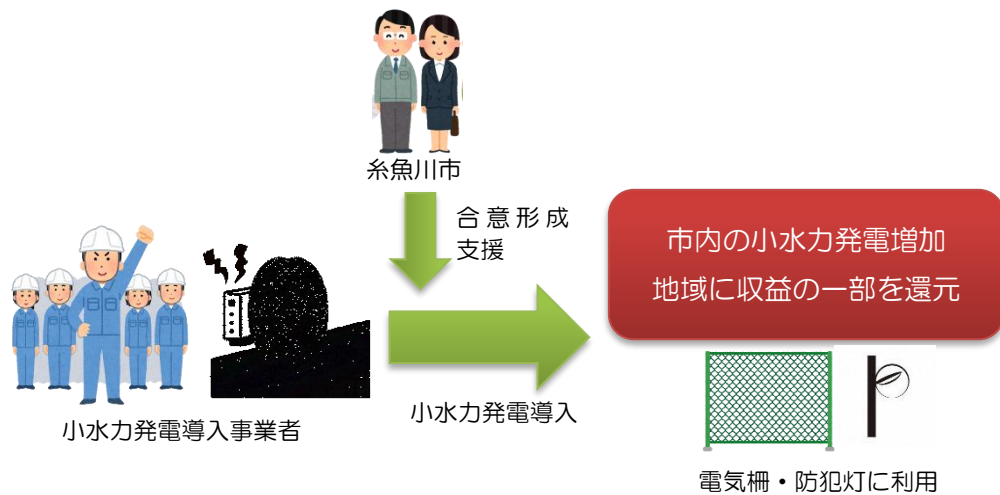 糸魚川市
合意形成
支援
市内の小水力発電増加
地域に収益の一部を還元
小水力発電導入
小水力発電導入事業者
電気柵・防犯灯に利用